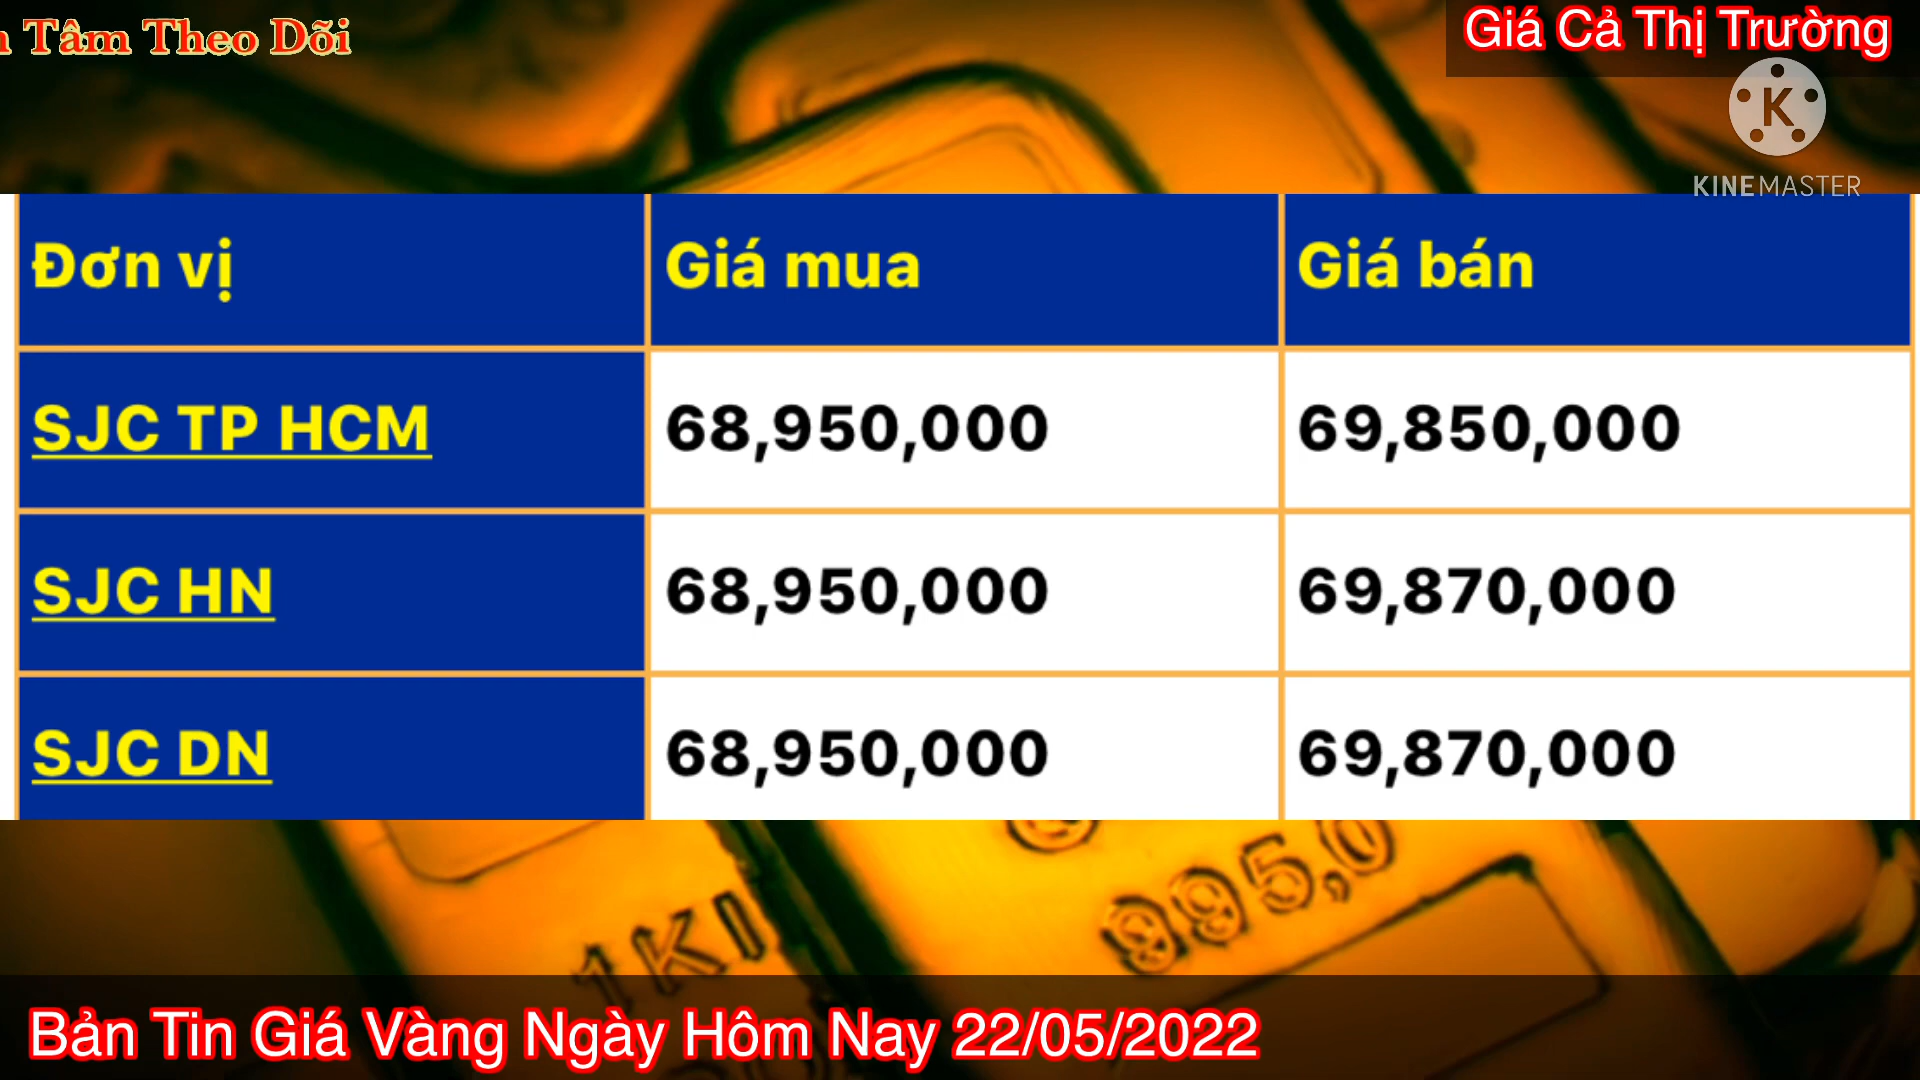 Tâm Theo Dõi
Giá Cả Thị Trường
K
KINEMASTER
Đơn vị Giá mua Giá bán
SJC TP HCM 68,950,000 69,850,000
SJC HN 68,950,000 69,870,000
SJC DN 68,950,000 69,870,000
995,0
1KI
Bản Tin Giá Vàng Ngày Hôm Nay 22/05/2022